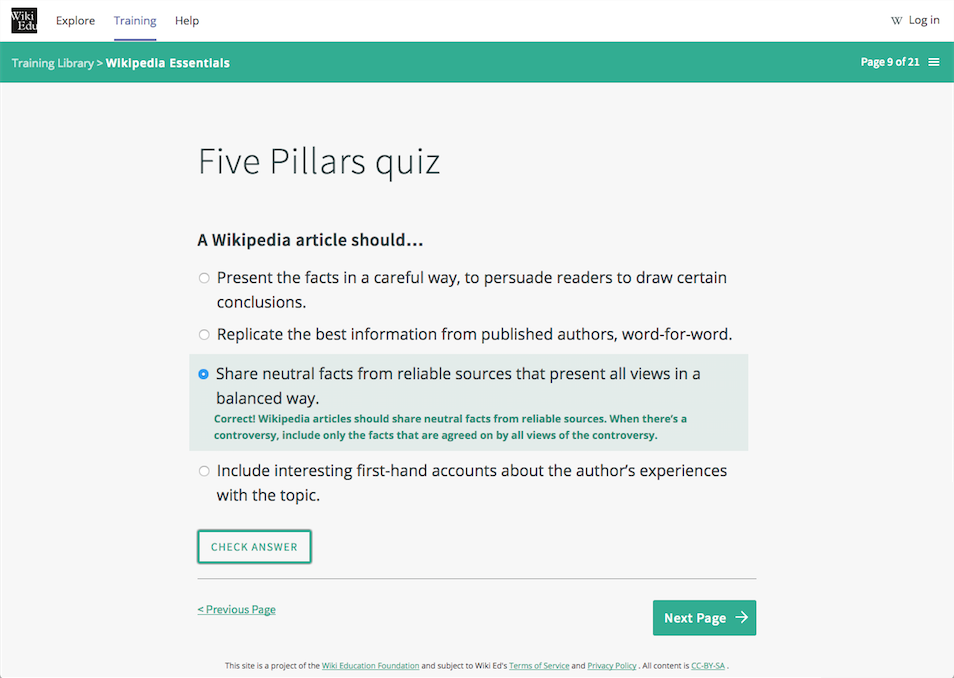 Wiki
Edu
Explore
Training
Help
W Log in
Training Library > Wikipedia Essentials
Page 9 of 21
Five Pillars quiz
A Wikipedia article should...
Present the facts in a careful way, to persuade readers to draw certain
conclusions.
Replicate the best information from published authors, word-for-word.
Share neutral facts from reliable sources that present all views in a
balanced way.
Correct! Wikipedia articles should share neutral facts from reliable sources. When there's a
controversy, include only the facts that are agreed on by all views of the controversy.
Include interesting first-hand accounts about the author's experiences
with the topic.
CHECK ANSWER
< Previous Page
Next Page →
This site is a project of the Wiki Education Foundation and subject to Wiki Ed's Terms of Service and Privacy Policy . All content is CC-BY-SA .